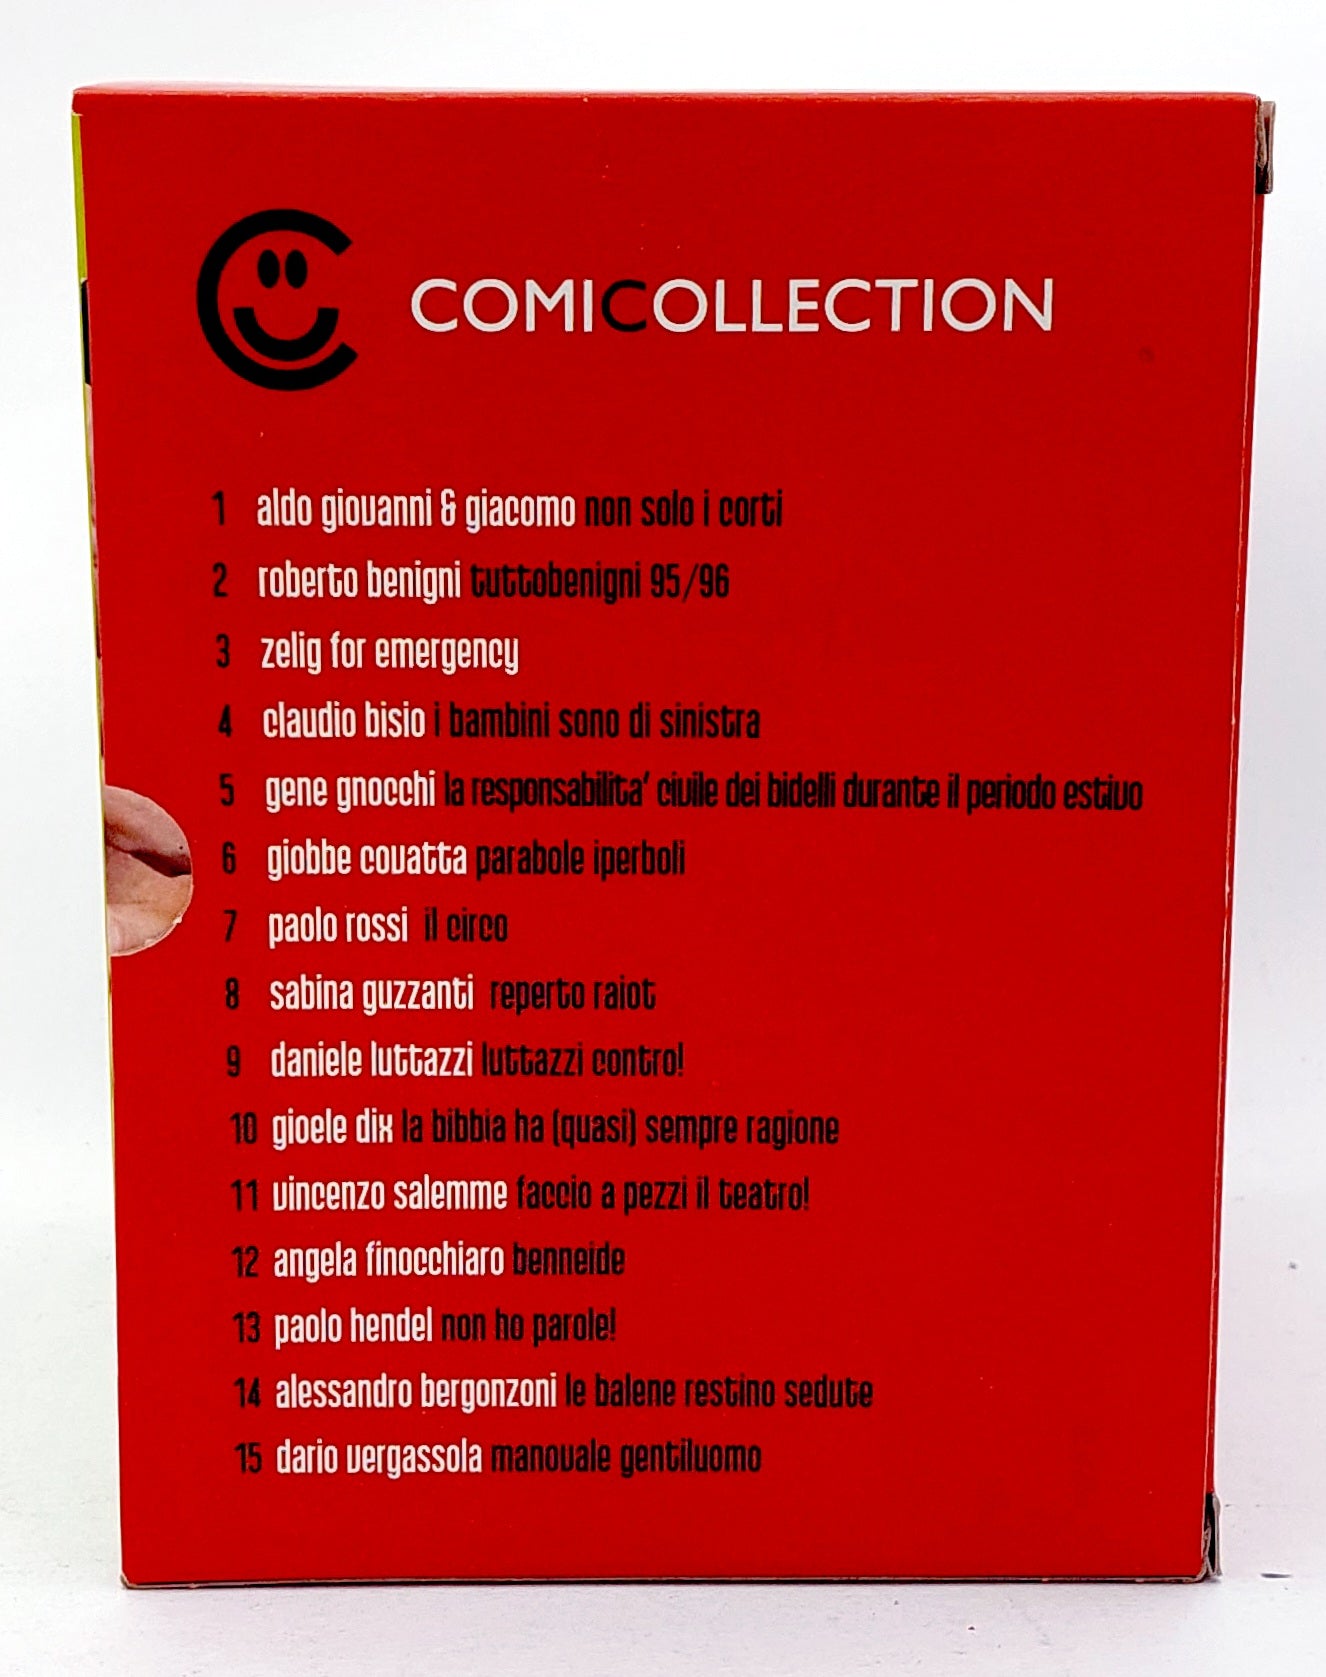 COMICOLLECTION
1 aldo giovanni & giacomo non solo i corti
2 roberto benigni tuttobenigni 95/96
3 zelig for emergency
4 claudio bisio i bambini sono di sinistra
5 gene gnocchi la responsabilita' civile dei bidelli durante il periodo estivo
6 giobbe covatta parabole iperboli
7 paolo rossi il circo
8 sabina guzzanti reperto raiot
9 daniele luttazzi luttazzi contro!
10 gioele dix la bibbia ha (quasi) sempre ragione
11 vincenzo salemme faccio a pezzi il teatro!
12 angela finocchiaro benneide
13 paolo hendel non ho parole!
14 alessandro bergonzoni le balene restino sedute
15 dario vergassola manovale gentiluomo